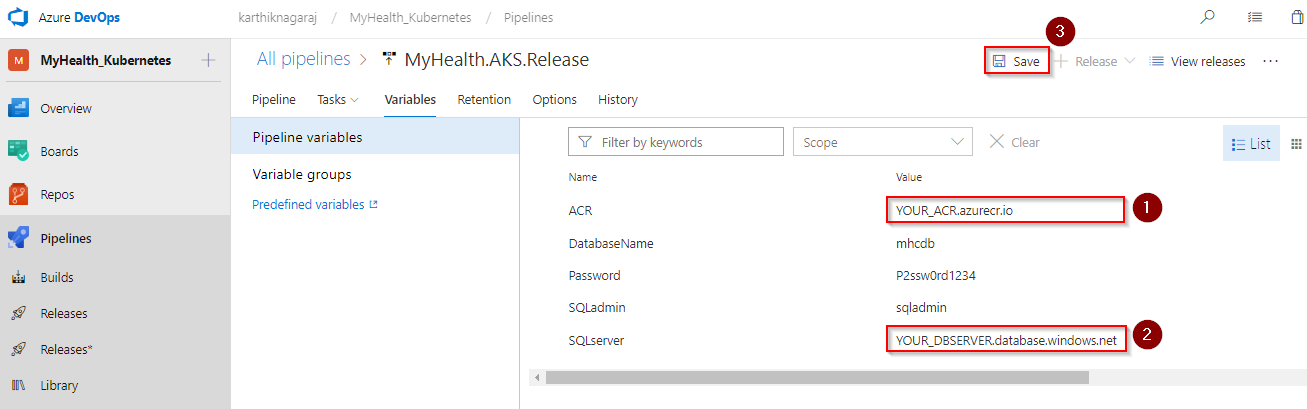 Azure DevOps
karthiknagaraj / MyHealth_Kubernetes / Pipelines
M MyHealth_Kubernetes
Overview
Boards
Repos
Pipelines
Builds
Releases
Releases*
Library
All pipelines > MyHealth.AKS.Release
3
Save
Release
View releases
...
Pipeline Tasks Variables Retention Options History
Pipeline variables
Variable groups
Predefined variables
Filter by keywords
Scope
Clear
List
Name Value
ACR YOUR_ACR.azurecr.io 1
DatabaseName mhcdb
Password P2ssw0rd1234
SQLadmin sqladmin
SQLserver YOUR_DBSERVER.database.windows.net 2